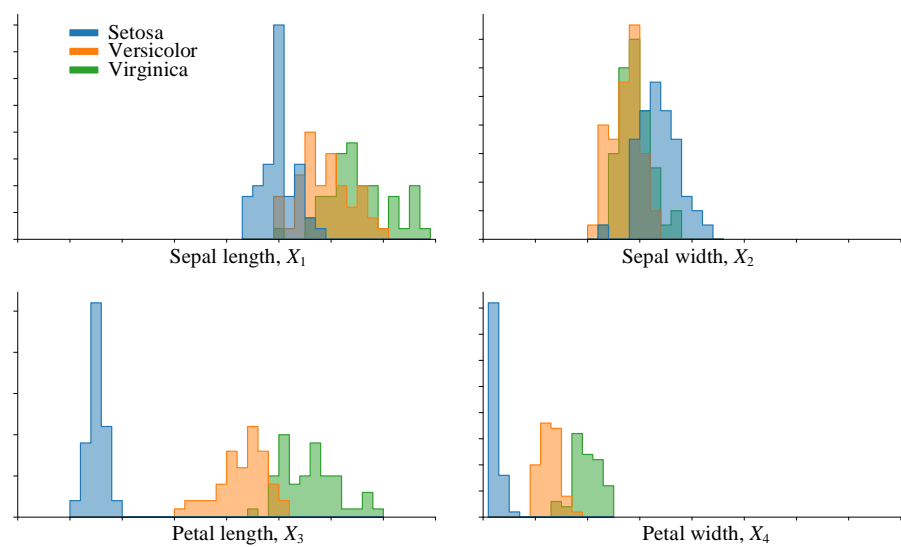 Setosa
Versicolor
Virginica
Sepal length, X₁
Sepal width, X₂
Petal length, X₃
Petal width, X₄